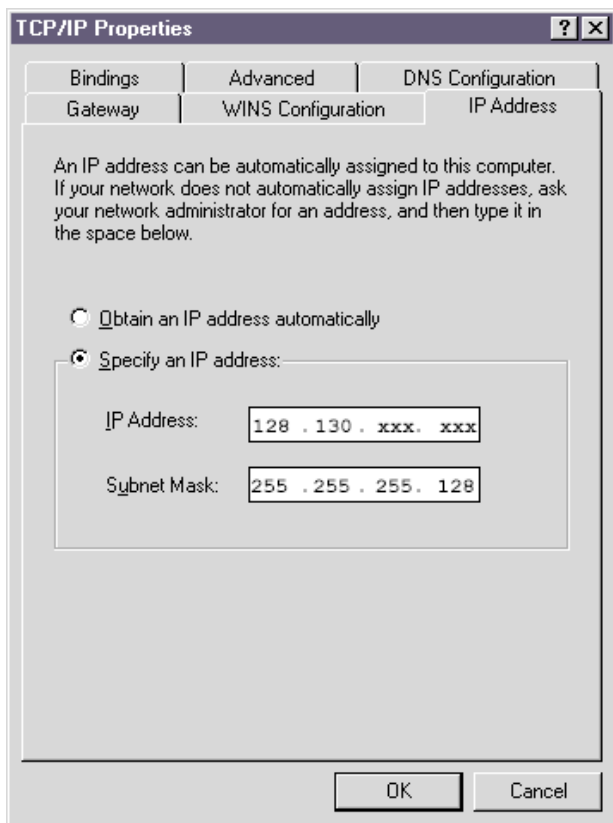 TCP/IP Properties
Bindings
Advanced
DNS Configuration
Gateway
WINS Configuration
IP Address
An IP address can be automatically assigned to this computer.
If your network does not automatically assign IP addresses, ask
your network administrator for an address, and then type it in
the space below.
Obtain an IP address automatically
Specify an IP address:
IP Address:
128 . 130 . xxx. xxx
Subnet Mask:
255 . 255 . 255. 128
OK
Cancel